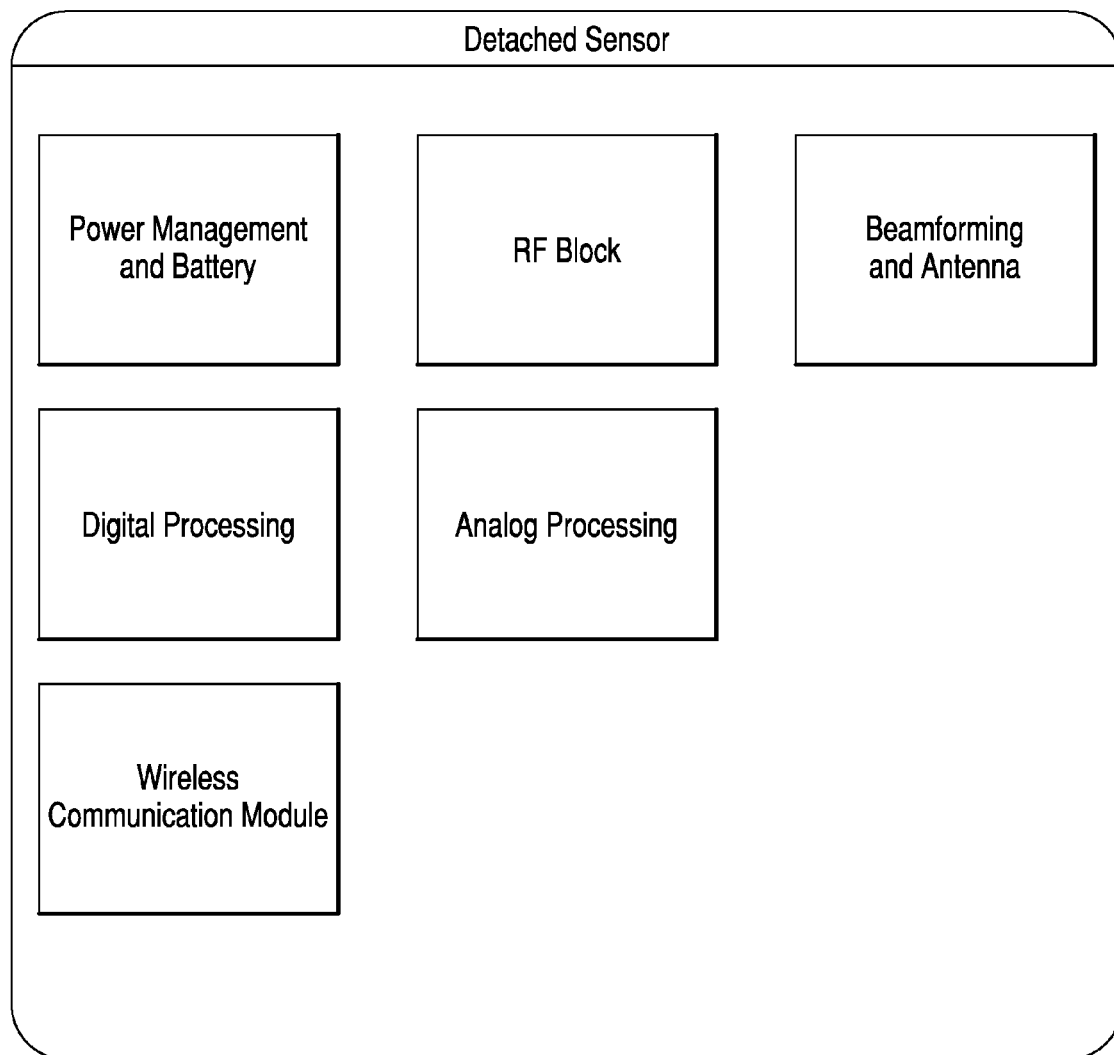 Detached Sensor
Power Management
and Battery
RF Block
Beamforming
and Antenna
Digital Processing
Analog Processing
Wireless
Communication Module